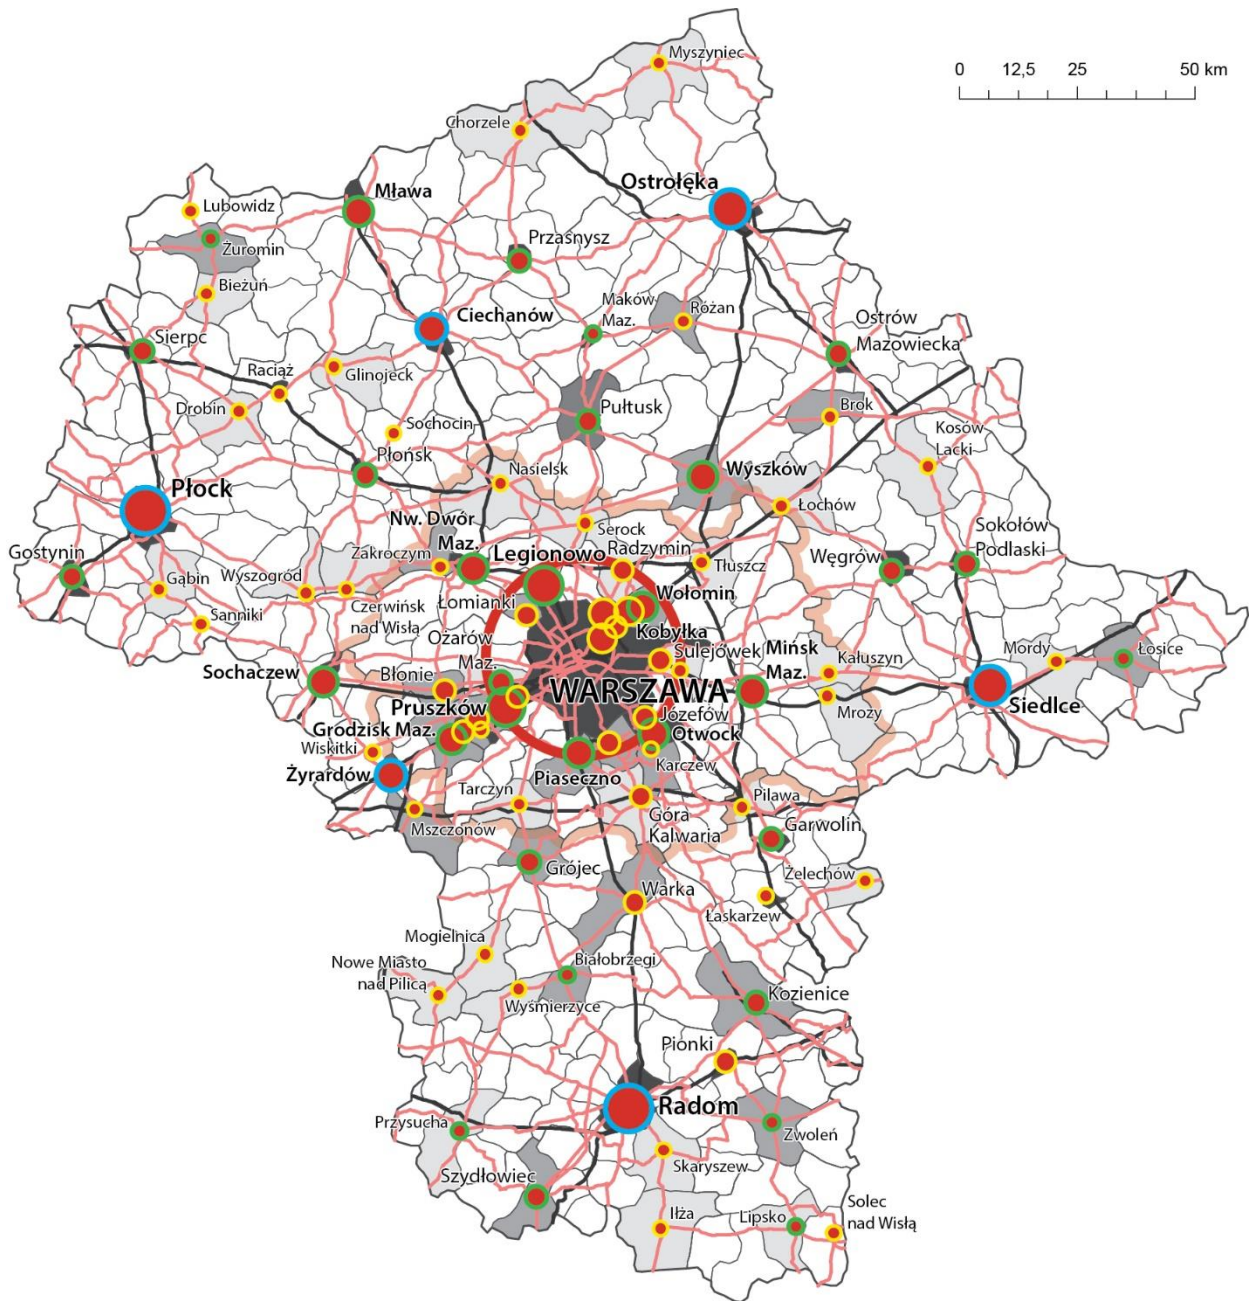 Myszyniec
0 12,5 25 50 km
Chorzele
Ostrołęka
Mława
Lubowidz
Żuromin
Przasnysz
Bieżuń
Maków
Maz.
Różan
Ciechanów
Ostrów
Mazowiecka
Sierpc
Raciąż
Glinojeck
Drobin
Sochocin
Pułtusk
Brok
Kosów
Lacki
Płońsk
Nasielsk
Wyszków
Płock
Łochów
Serock
Nw. Dwór
Maz.
Legionowo
Radzymin
Sokołów
Podlaski
Gostynin
Zakroczym
Tłuszcz
Węgrów
Gąbin
Wyszogród
Wołomin
Sanniki
Czerwińsk
nad Wisłą
Łomianki
Kobyłka
Ożarów
Maz.
Sulejówek
Mińsk
Maz.
Kałuszyn
Mordy
Łosice
Sochaczew
Błonie
WARSZAWA
Siedlce
Pruszków
Józefów
Mrozy
Grodzisk Maz.
Otwock
Wiskitki
Karczew
Żyrardów
Piaseczno
Tarczyn
Pilawa
Mszczonów
Góra
Kalwaria
Garwolin
Grójec
Żelechów
Warka
Łaskarzew
Mogielnica
Nowe Miasto
nad Pilicą
Białobrzegi
Wyśmierzyce
Kozienice
Pionki
Radom
Przysucha
Zwoleń
Skaryszew
Szydłowiec
Iłża
Lipsko
Solec
nad Wisłą